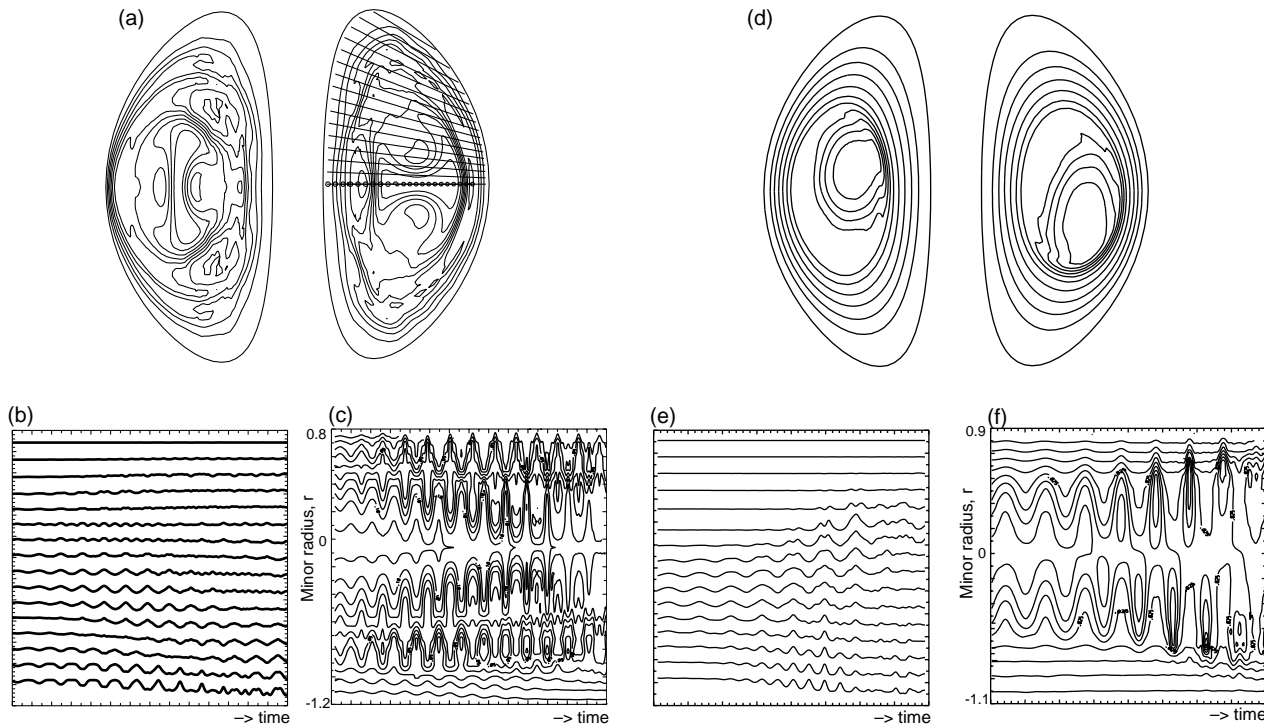 (a)
(d)
(b)
(c)
(e)
(f)
0.8
0
-1.2
Minor radius, r
0.9
0
-1.1
Minor radius, r
–> time
–> time
–> time
–> time